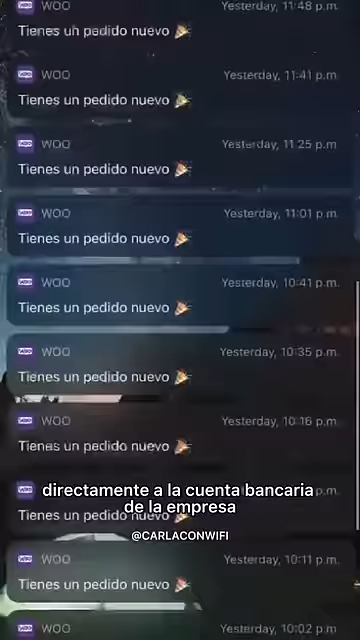 WOO Yesterday, 11:48 p.m.
Tienes un pedido nuevo 🎉
WOO Yesterday, 11:41 p.m.
Tienes un pedido nuevo 🎉
WOO Yesterday, 11:25 p.m.
Tienes un pedido nuevo 🎉
WOO Yesterday, 11:01 p.m.
Tienes un pedido nuevo 🎉
WOO Yesterday, 10:41 p.m.
Tienes un pedido nuevo 🎉
WOO Yesterday, 10:35 p.m.
Tienes un pedido nuevo 🎉
WOO Yesterday, 10:16 p.m.
Tienes un pedido nuevo 🎉
p.m.
directamente a la cuenta bancaria
de la empresa
Tienes un pedido nuevo 🎉
@CARLACONWIFI
WOO Yesterday, 10:11 p.m.
Tienes un pedido nuevo 🎉
WOO Yesterday, 10:02 p.m.